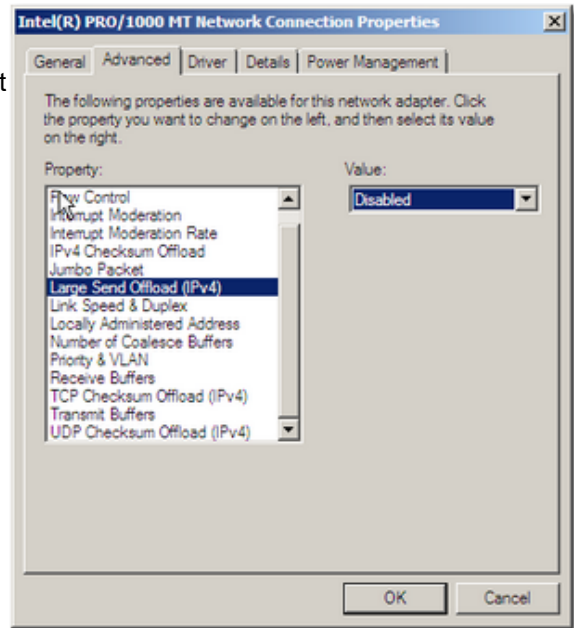 Intel(R) PRO/1000 MT Network Connection Properties
General Advanced Driver Details Power Management
t
The following properties are available for this network adapter. Click
the property you want to change on the left, and then select its value
on the right.
Property:
Value:
Flow Control
Disabled
Interrupt Moderation
Interrupt Moderation Rate
IPv4 Checksum Offload
Jumbo Packet
Large Send Offload (IPv4)
Link Speed & Duplex
Locally Administered Address
Number of Coalesce Buffers
Priority & VLAN
Receive Buffers
TCP Checksum Offload (IPv4)
Transmit Buffers
UDP Checksum Offload (IPv4)
OK
Cancel